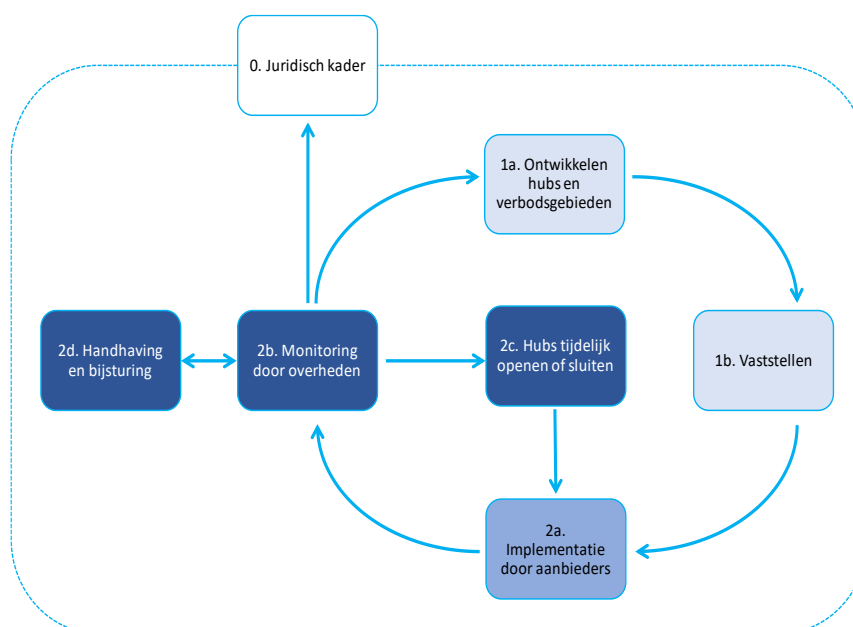 0. Juridisch kader
1a. Ontwikkelen
hubs en
verbodsgebieden
2d. Handhaving
en bijsturing
2b. Monitoring
door overheden
2c. Hubs tijdelijk
openen of sluiten
1b. Vaststellen
2a.
Implementatie
door aanbieders